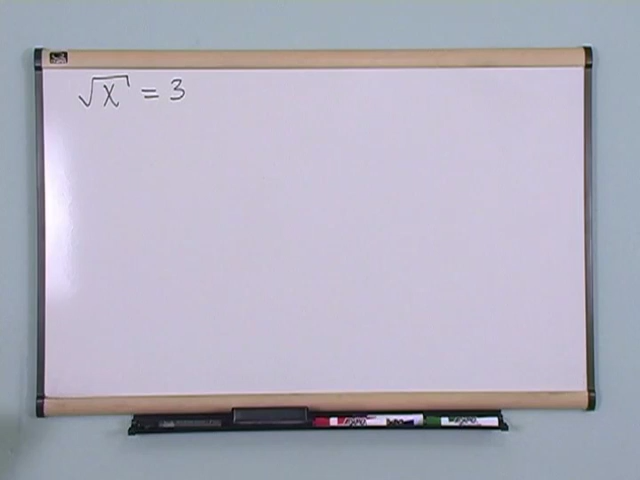 √x = 3